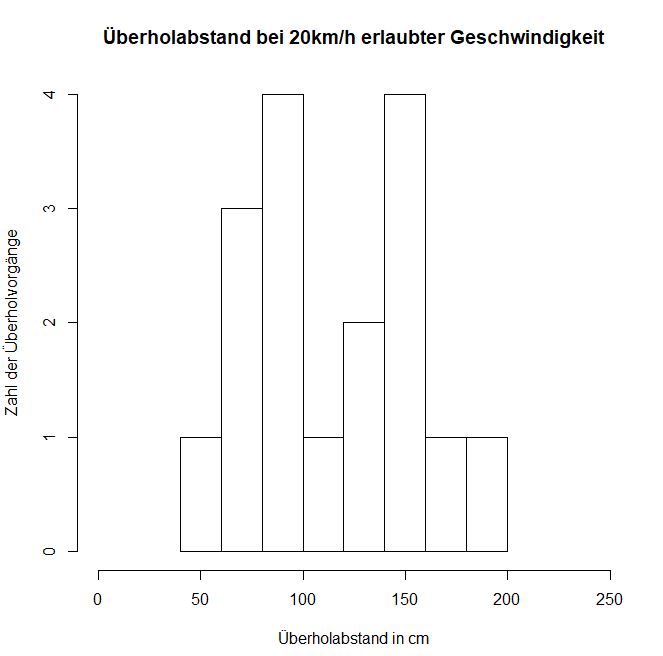 Überholabstand bei 20km/h erlaubter Geschwindigkeit
4
3
2
1
0
Zahl der Überholvorgänge
0 50 100 150 200 250
Überholabstand in cm